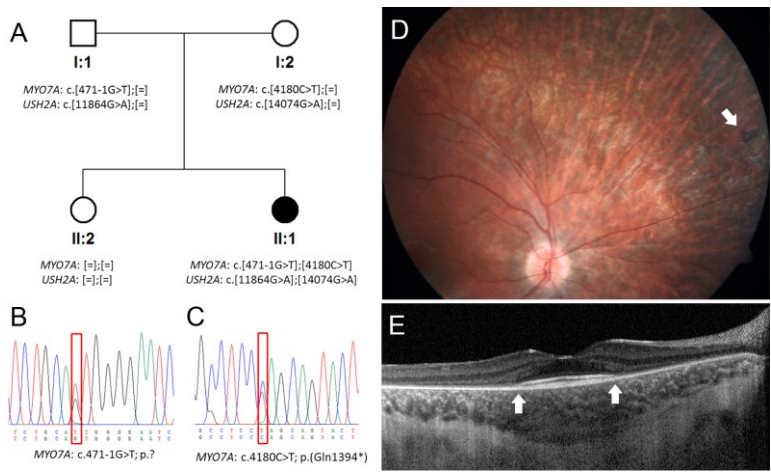 A
I:1
I:2
MYO7A: c.[471-1G>T];[=]
USH2A: c.[11864G>A];[=]
MYO7A: c.[4180C>T];[=]
USH2A: c.[14074G>A];[=]
II:2
II:1
MYO7A: [=];[=]
USH2A: [=];[=]
MYO7A: c.[471-1G>T];[4180C>T]
USH2A: c.[11864G>A];[14074G>A]
B
T C T G C A T T G G G G A A T C
T C T G C A G T G G G G A A T C
MYO7A: c.471-1G>T; p.?
C
G C C T C C T A G C A G T A C T
G C C T C C C A G C A G T A C T
MYO7A: c.4180C>T; p.(Gln1394*)
D
E